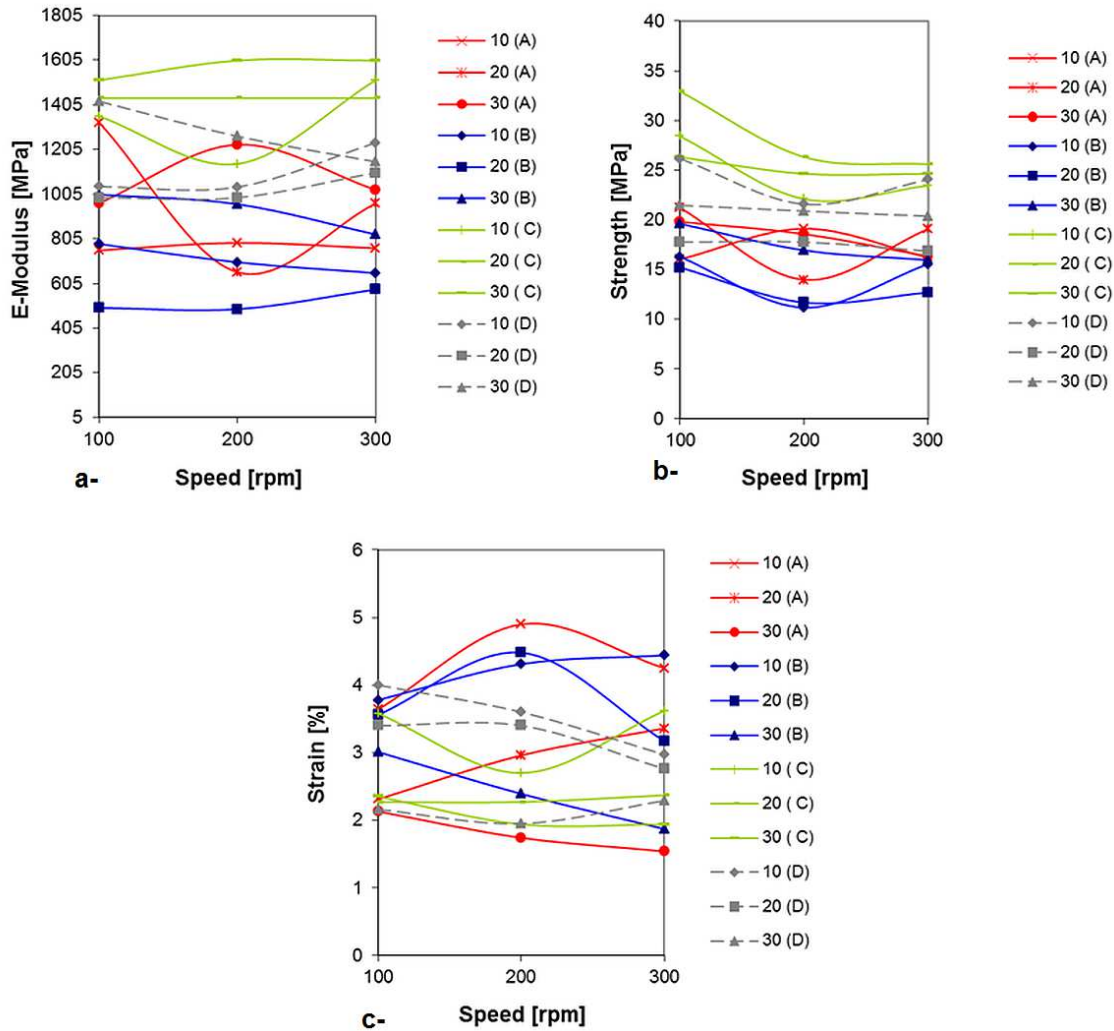 1805
1605
1405
1205
1005
805
605
405
205
5
E-Modulus [MPa]
100 200 300
Speed [rpm]
a-
10 (A)
20 (A)
30 (A)
10 (B)
20 (B)
30 (B)
10 ( C)
20 ( C)
30 ( C)
10 (D)
20 (D)
30 (D)
40
35
30
25
20
15
10
5
0
Strength [MPa]
100 200 300
Speed [rpm]
b-
10 (A)
20 (A)
30 (A)
10 (B)
20 (B)
30 (B)
10 ( C)
20 ( C)
30 ( C)
10 (D)
20 (D)
30 (D)
6
5
4
3
2
1
0
Strain [%]
100 200 300
Speed [rpm]
c-
10 (A)
20 (A)
30 (A)
10 (B)
20 (B)
30 (B)
10 ( C)
20 ( C)
30 ( C)
10 (D)
20 (D)
30 (D)